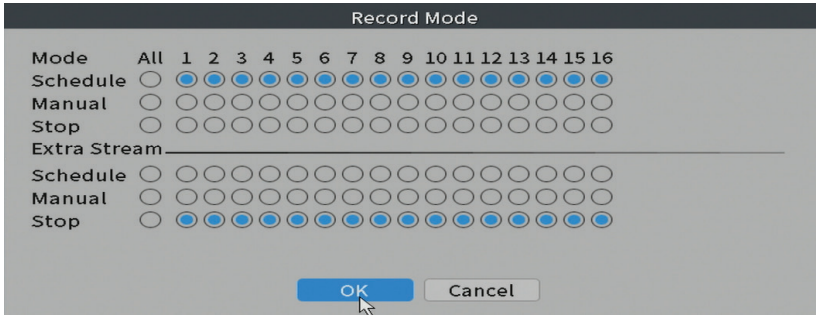 Record Mode
Mode All 1 2 3 4 5 6 7 8 9 10 11 12 13 14 15 16
Schedule
Manual
Stop
Extra Stream
Schedule
Manual
Stop
OK Cancel